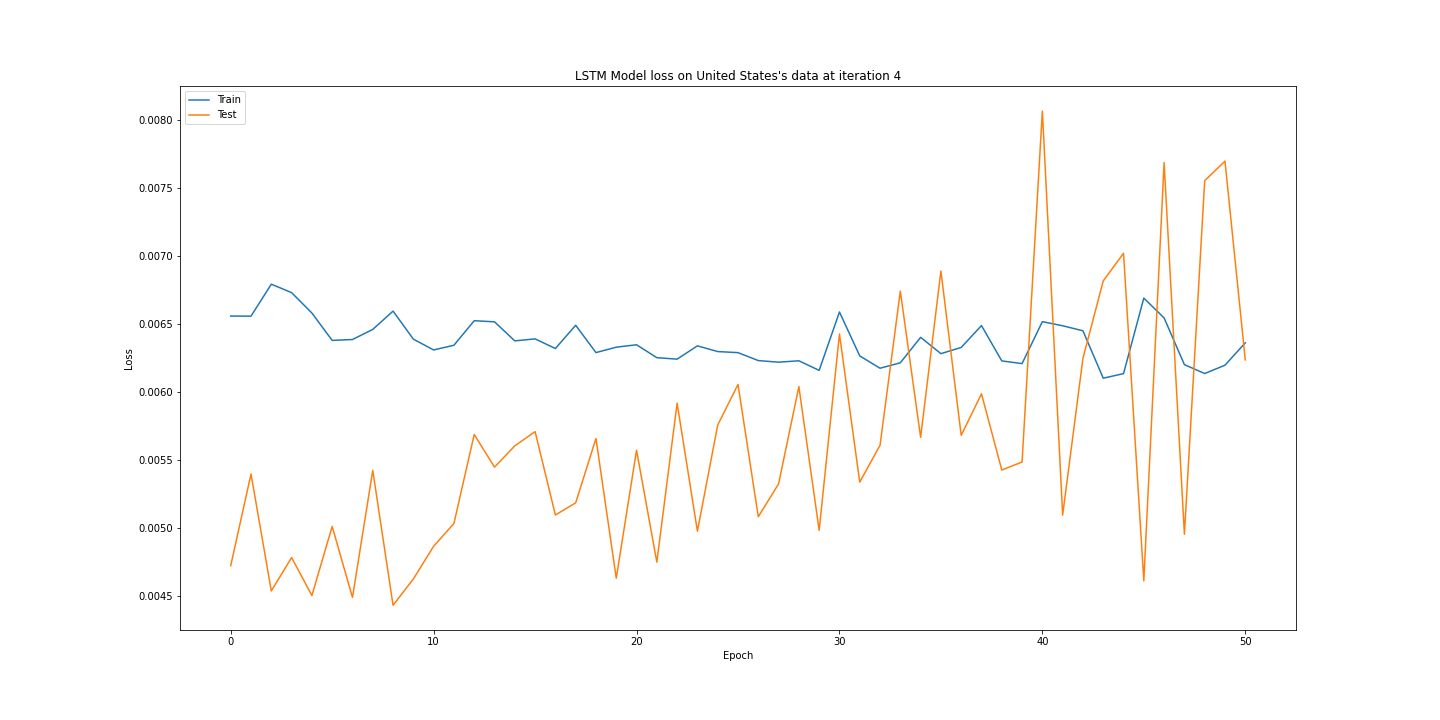 LSTM Model loss on United States's data at iteration 4
Train
Test
0.0080
0.0075
0.0070
0.0065
0.0060
0.0055
0.0050
0.0045
Loss
0 10 20 30 40 50
Epoch